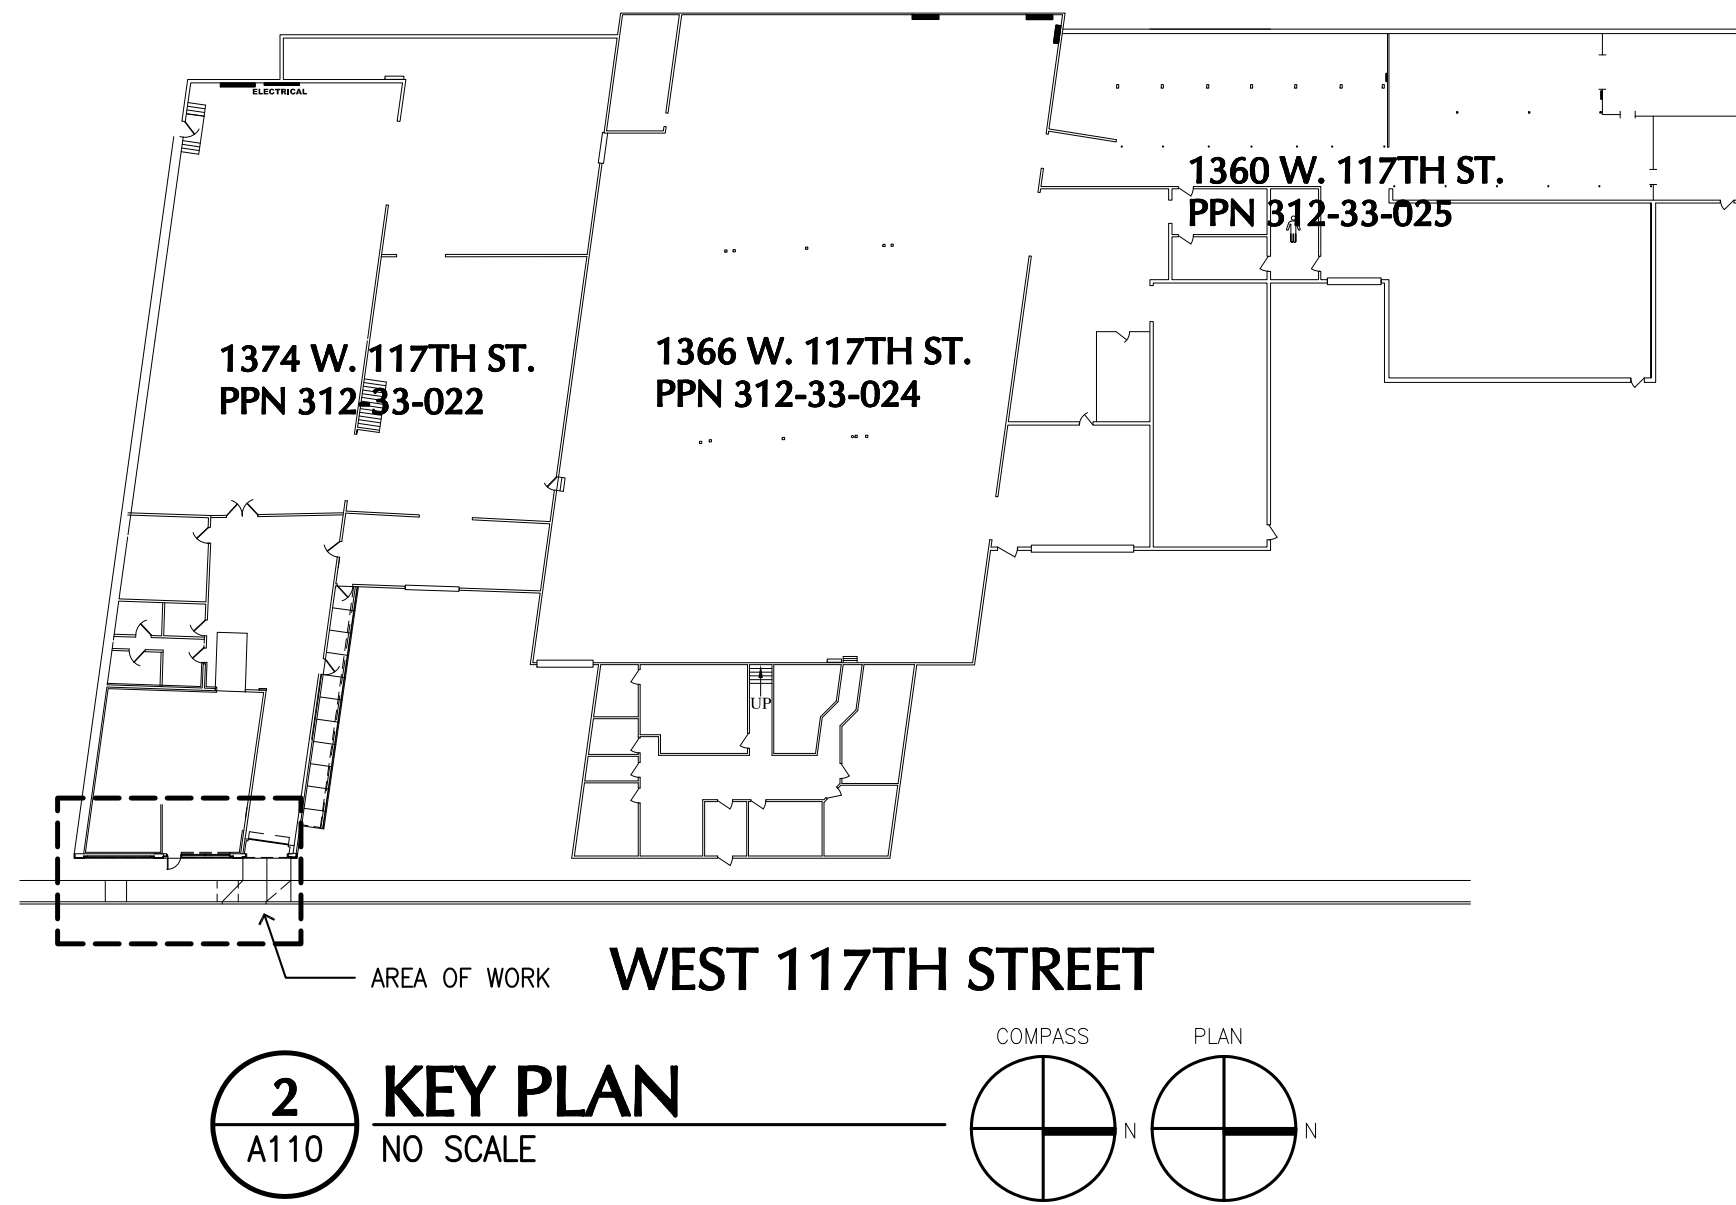 ELECTRICAL
1360 W. 117TH ST.
PPN 312-33-025
1374 W. 117TH ST.
PPN 312-33-022
1366 W. 117TH ST.
PPN 312-33-024
UP
AREA OF WORK
WEST 117TH STREET
2
A110
KEY PLAN
NO SCALE
COMPASS
N
PLAN
N